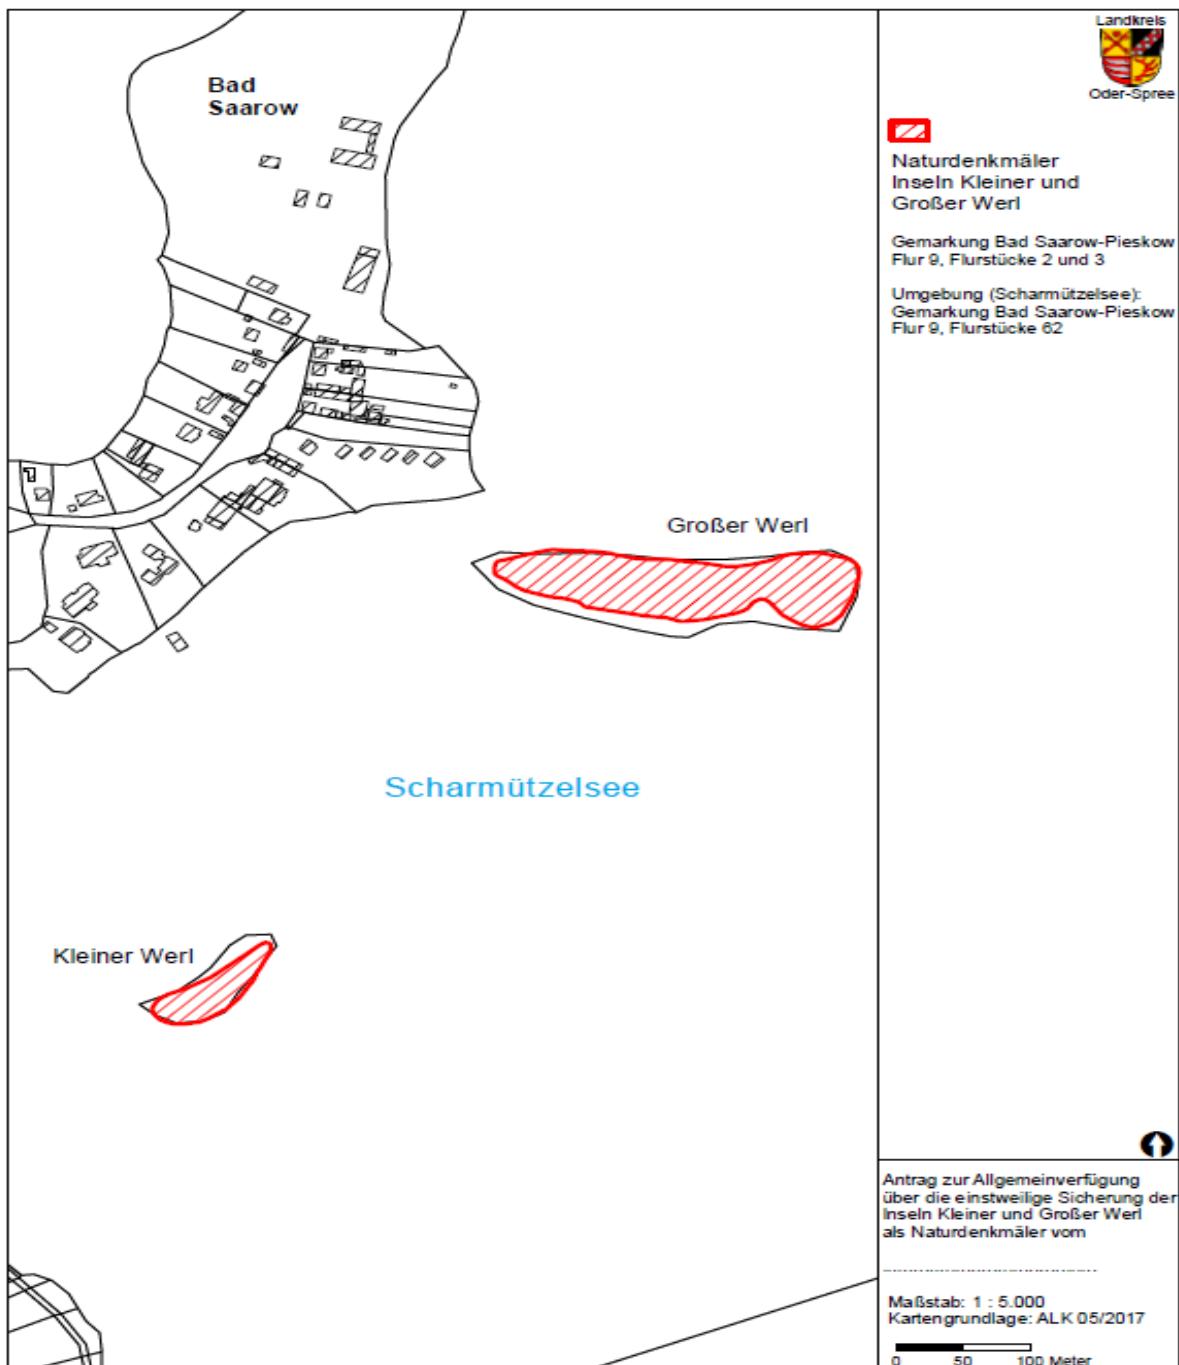 Bad
Saarow
Großer Werl
Scharmützelsee
Kleiner Werl
Landkreis
Oder-Spree
Naturdenkmäler
Inseln Kleiner und
Großer Werl
Gemarkung Bad Saarow-Pieskow
Flur 9, Flurstücke 2 und 3
Umgebung (Scharmützelsee):
Gemarkung Bad Saarow-Pieskow
Flur 9, Flurstücke 62
Antrag zur Allgemeinverfügung
über die einstweilige Sicherung der
Inseln Kleiner und Großer Werl
als Naturdenkmäler vom
Maßstab: 1 : 5.000
Kartengrundlage: ALK 05/2017
0 50 100 Meter